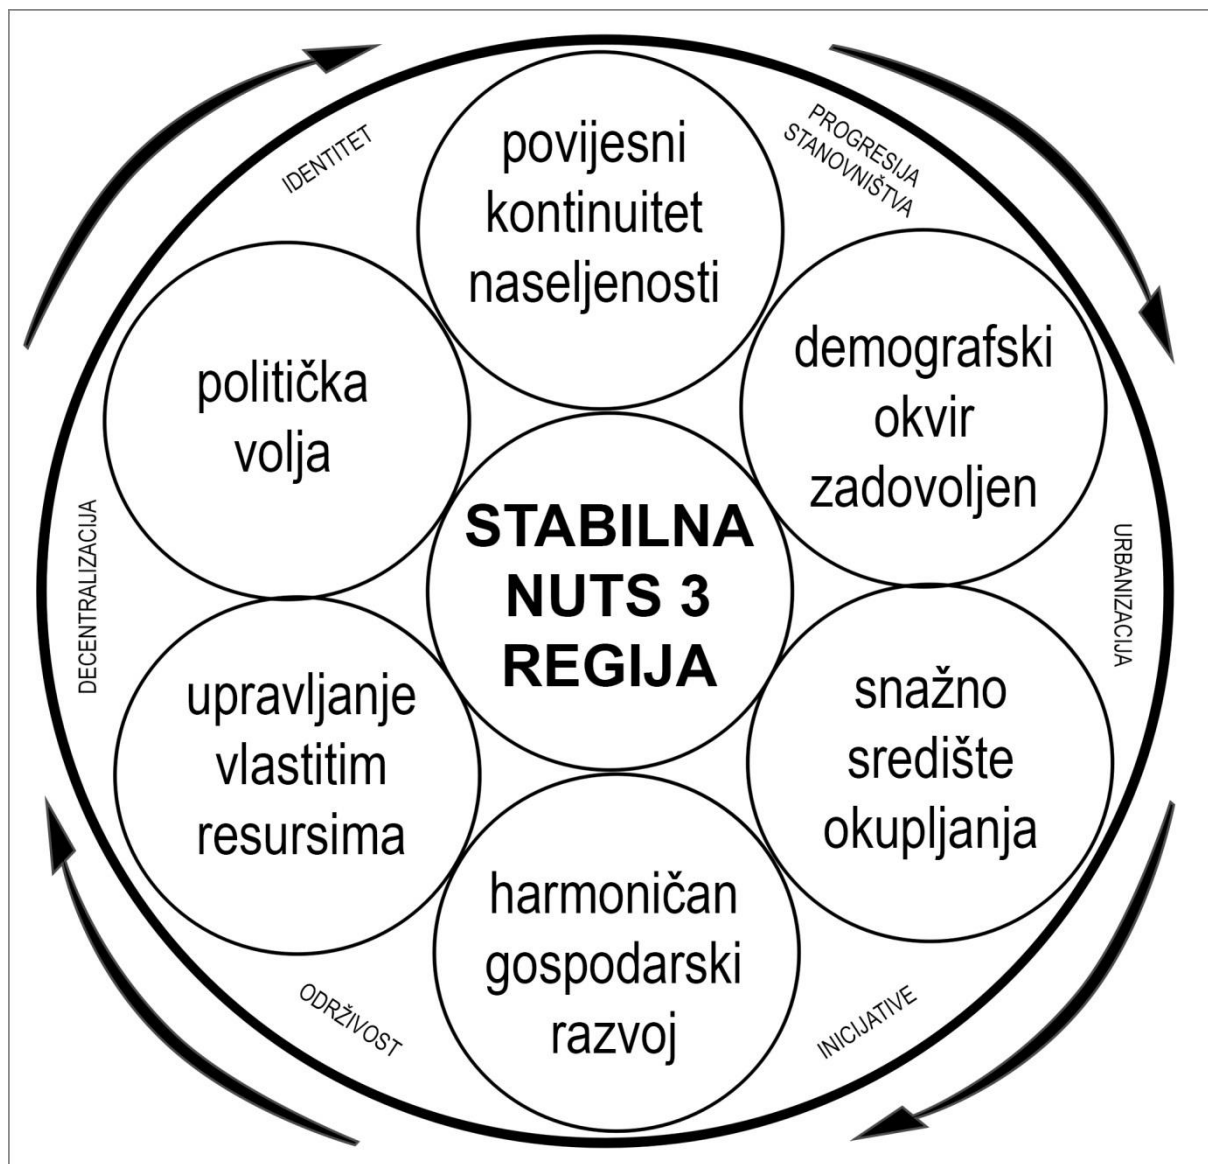 IDENTITET
povijesni
kontinuitet
naseljenosti
PROGRESIJA
STANOVNIŠTVA
politička
volja
demografski
okvir
zadovoljen
DECENTRALIZACIJA
STABILNA
NUTS 3
REGIJA
URBANIZACIJA
upravljanje
vlastitim
resursima
snažno
središte
okupljanja
ODRŽIVOST
harmoničan
gospodarski
razvoj
INICIJATIVE